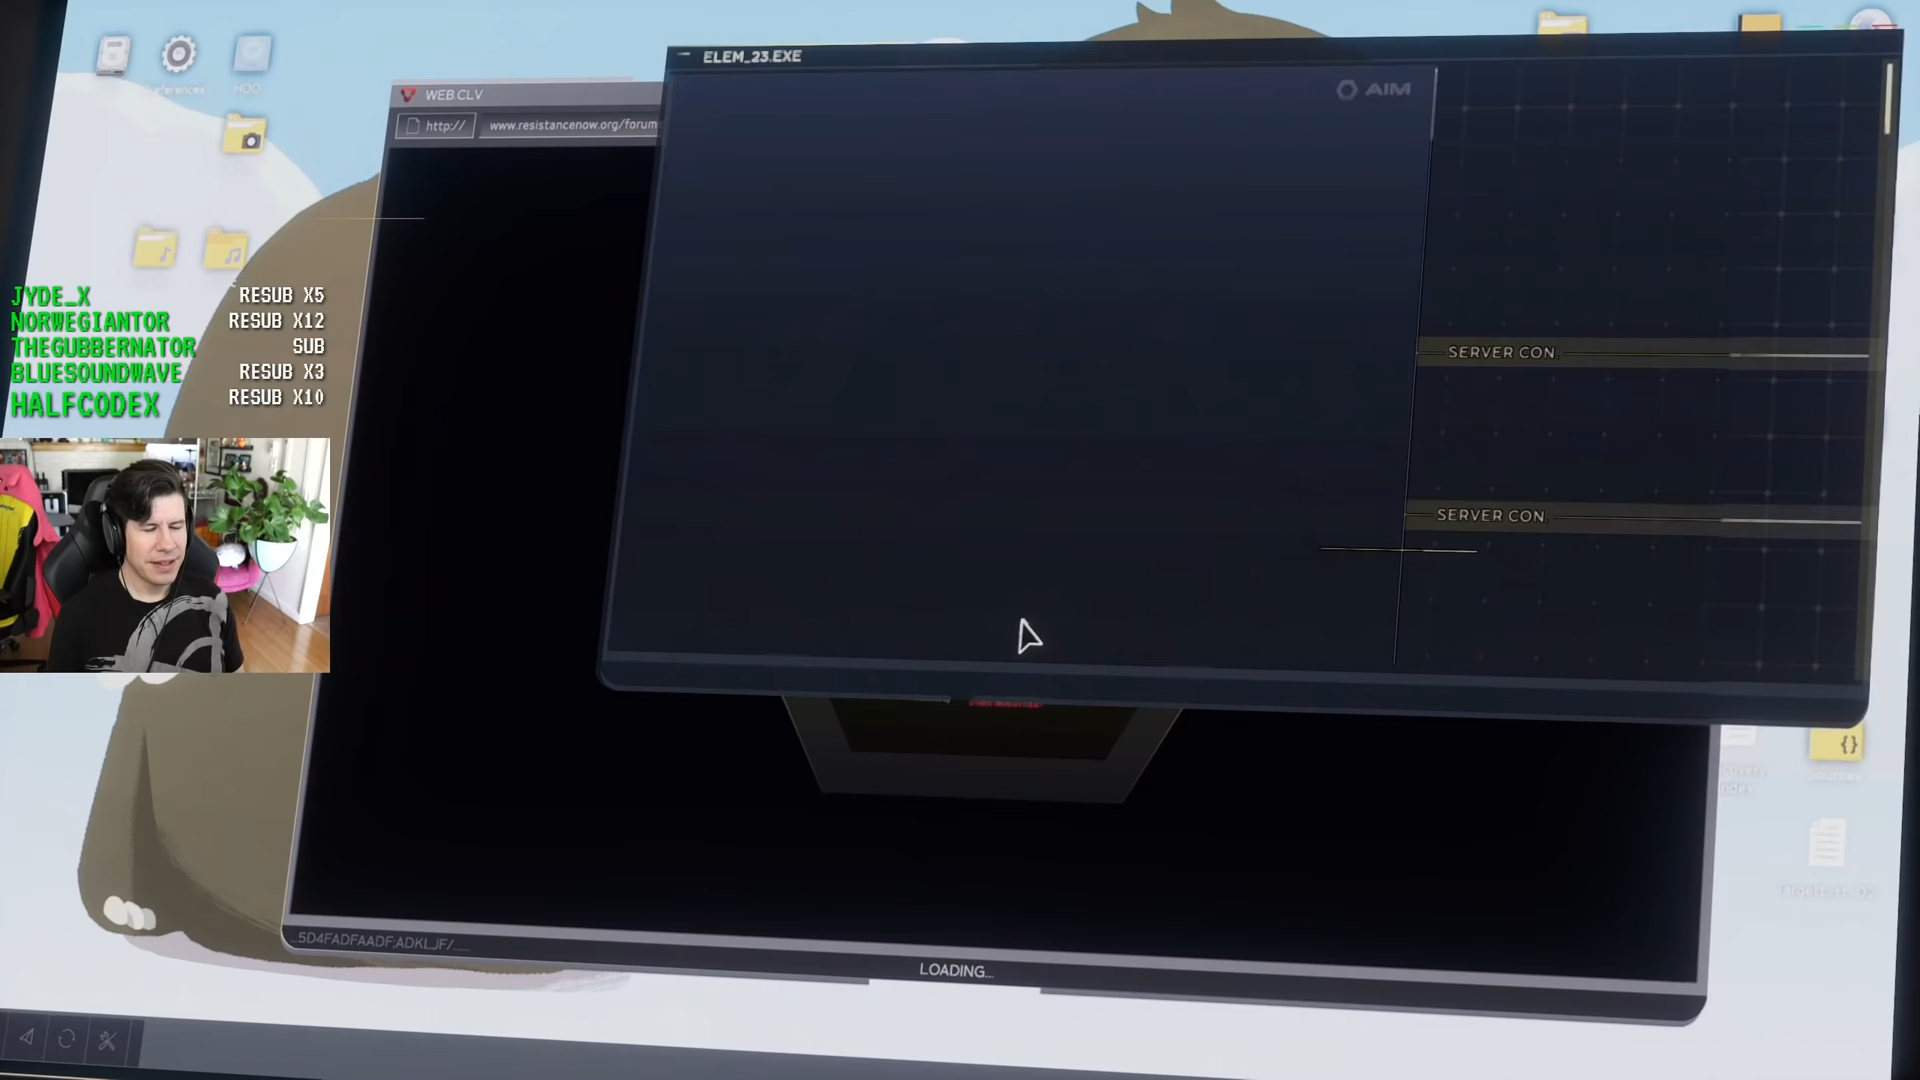 ELEM_23.EXE
AIM
WEB.CLV
http://
www.resistancenow.org/forum
HDD
SERVER CON.
SERVER CON.
JYDE_X RESUB X5
NORWEGIANTOR RESUB X12
THEGUBBERNATOR SUB
BLUESOUNDWAVE RESUB X3
HALFCODEX RESUB X10
...5D4FADFAADF;ADKLJF/....
LOADING...